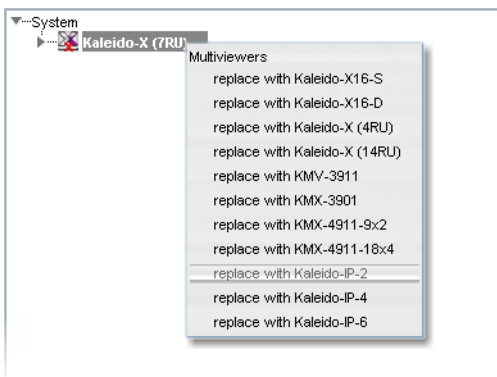 System
Kaleido-X (7RU)
Multiviewers
replace with Kaleido-X16-S
replace with Kaleido-X16-D
replace with Kaleido-X (4RU)
replace with Kaleido-X (14RU)
replace with KMV-3911
replace with KMX-3901
replace with KMX-4911-9x2
replace with KMX-4911-18x4
replace with Kaleido-IP-2
replace with Kaleido-IP-4
replace with Kaleido-IP-6